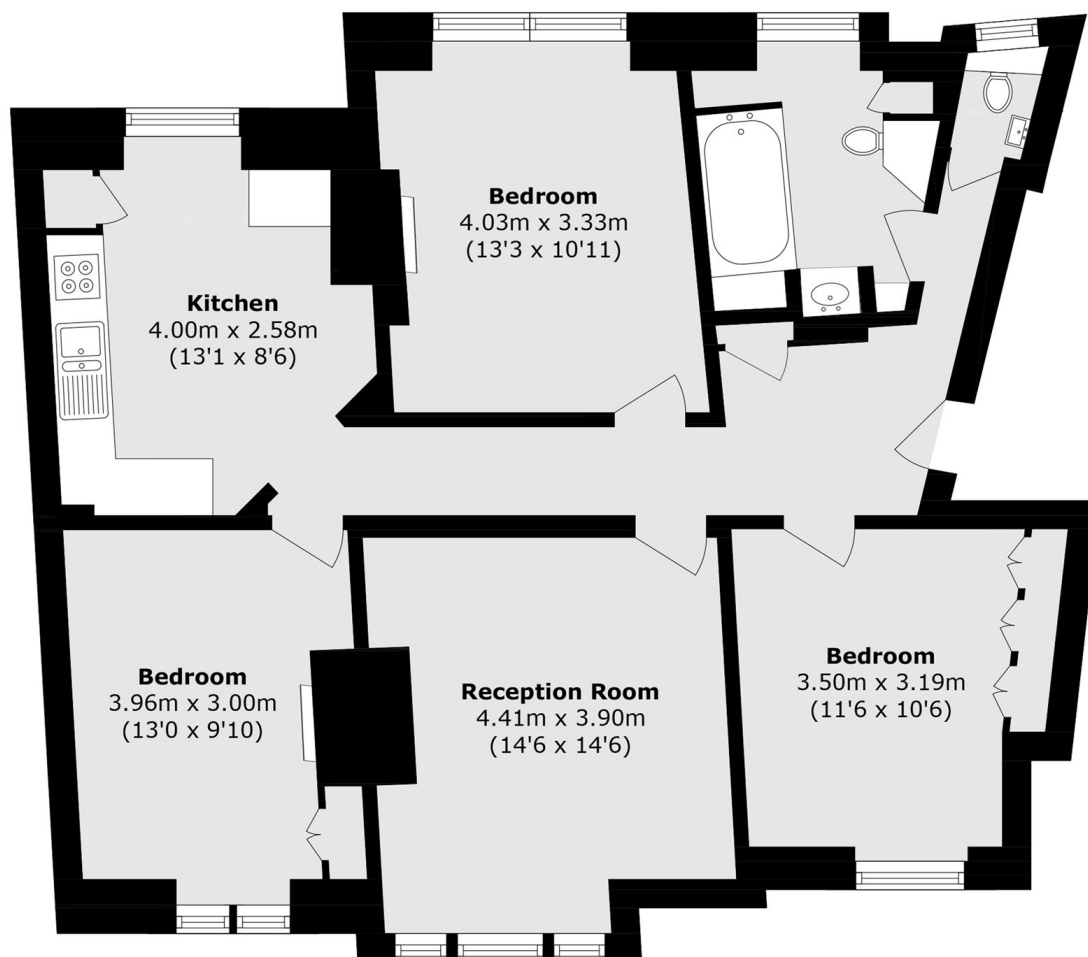 Bedroom
4.03m x 3.33m
(13'3 x 10'11)
Kitchen
4.00m x 2.58m
(13'1 x 8'6)
Bedroom
3.96m x 3.00m
(13'0 x 9'10)
Reception Room
4.41m x 3.90m
(14'6 x 14'6)
Bedroom
3.50m x 3.19m
(11'6 x 10'6)